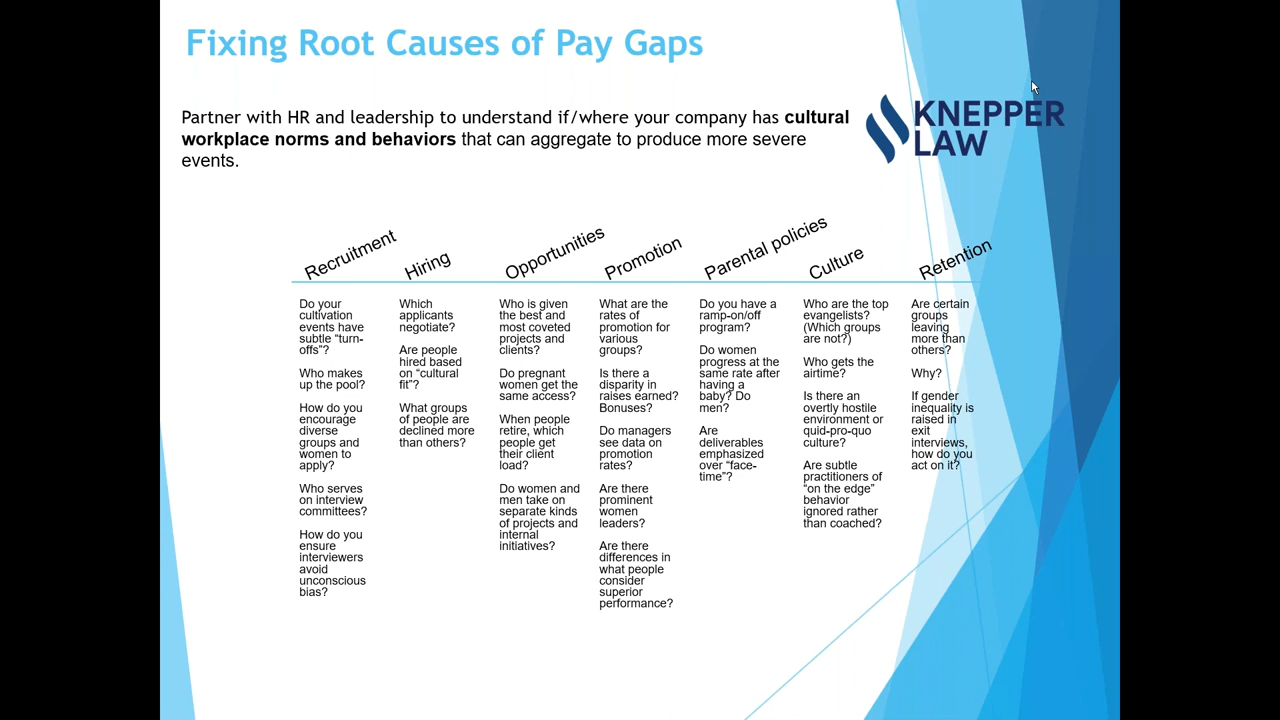 Fixing Root Causes of Pay Gaps
Partner with HR and leadership to understand if/where your company has cultural
workplace norms and behaviors that can aggregate to produce more severe
events.
KNEPPER
LAW
Recruitment
Do your
cultivation
events have
subtle “turn-
offs”?
Who makes
up the pool?
How do you
encourage
diverse
groups and
women to
apply?
Who serves
on interview
committees?
How do you
ensure
interviewers
avoid
unconscious
bias?
Hiring
Which
applicants
negotiate?
Are people
hired based
on “cultural
fit”?
What groups
of people are
declined more
than others?
Opportunities
Who is given
the best and
most coveted
projects and
clients?
Do pregnant
women get the
same access?
When people
retire, which
people get
their client
load?
Do women and
men take on
separate kinds
of projects and
internal
initiatives?
Promotion
What are the
rates of
promotion for
various
groups?
Is there a
disparity in
raises earned?
Bonuses?
Do managers
see data on
promotion
rates?
Are there
prominent
women
leaders?
Are there
differences in
what people
consider
superior
performance?
Parental policies
Do you have a
ramp-on/off
program?
Do women
progress at the
same rate after
having a
baby? Do
men?
Are
deliverables
emphasized
over “face-
time”?
Culture
Who are the top
evangelists?
(Which groups
are not?)
Who gets the
airtime?
Is there an
overtly hostile
environment or
quid-pro-quo
culture?
Are subtle
practitioners of
“on the edge”
behavior
ignored rather
than coached?
Retention
Are certain
groups
leaving
more than
others?
Why?
If gender
inequality is
raised in
exit
interviews,
how do you
act on it?